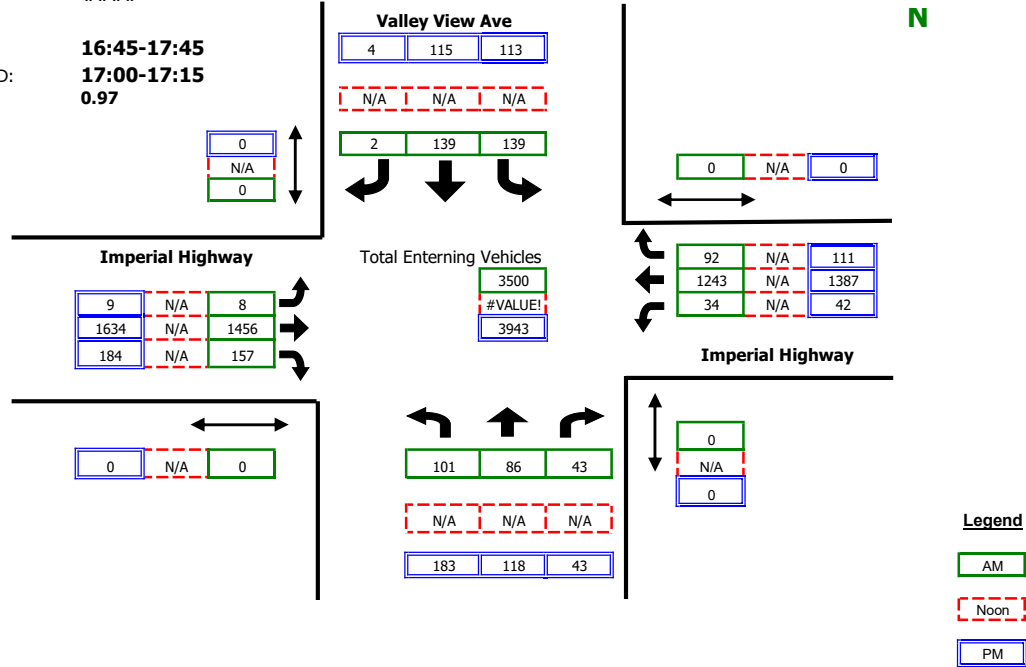 Valley View Ave
N
16:45-17:45
4 115 113
D: 17:00-17:15
0.97
N/A N/A N/A
0
2 139 139
N/A
0
0 N/A 0
Imperial Highway
Total Enterning Vehicles
92 N/A 111
3500
1243 N/A 1387
9 N/A 8
#VALUE!
34 N/A 42
1634 N/A 1456
3943
184 N/A 157
Imperial Highway
0
0 N/A 0
101 86 43
N/A
0
N/A N/A N/A
Legend
183 118 43
AM
Noon
PM